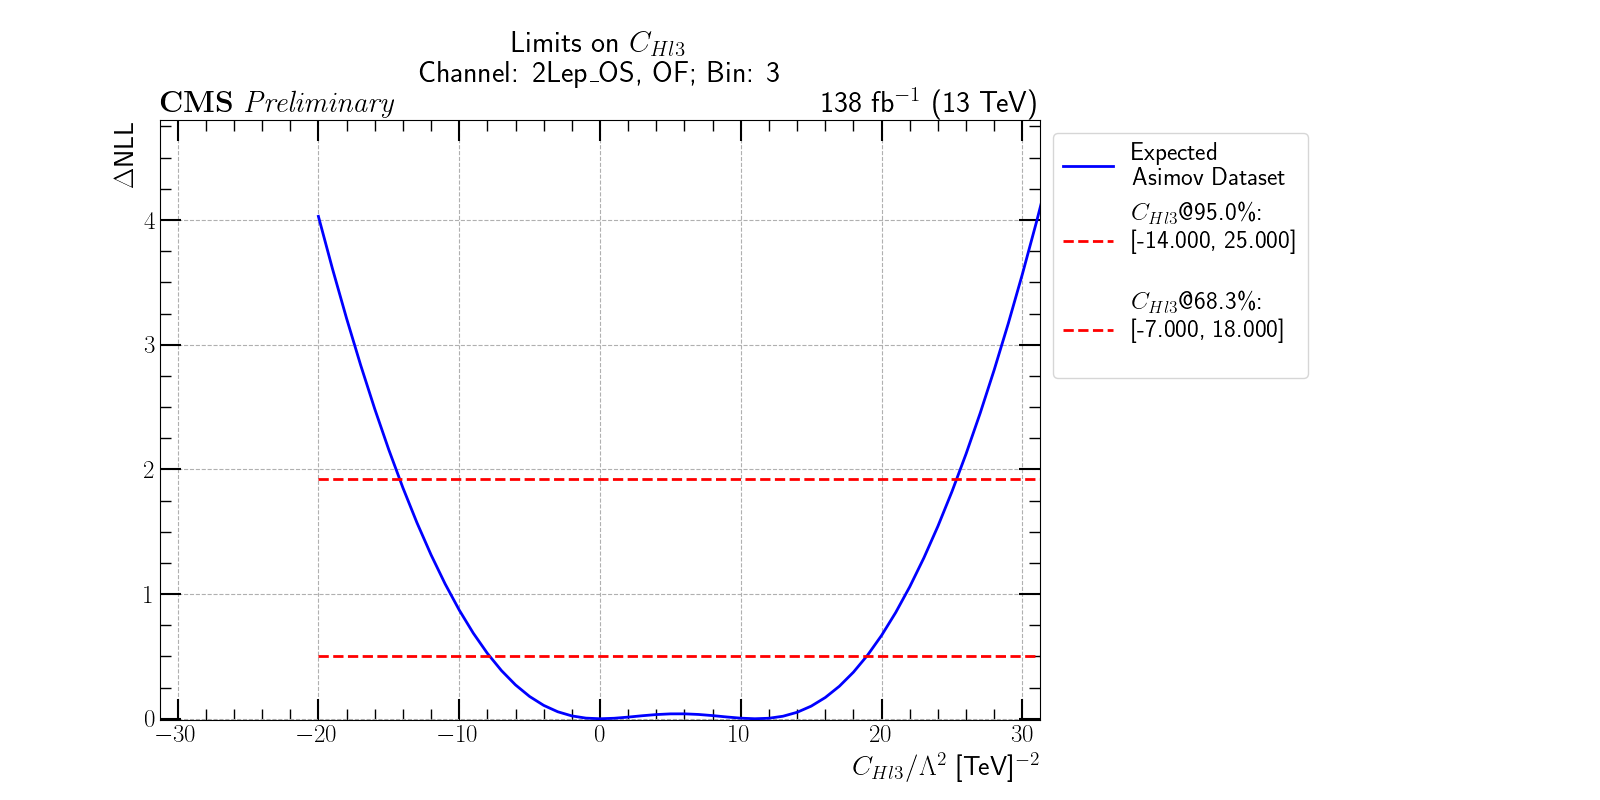 Limits on C_{Hl3}
Channel: 2Lep_OS, OF; Bin: 3
CMS Preliminary
138 fb^{−1} (13 TeV)
ΔNLL
4
3
2
1
0
−30
−20
−10
0
10
20
30
C_{Hl3}/Λ^2 [TeV]^{−2}
Expected
Asimov Dataset
C_{Hl3}@95.0%:
[-14.000, 25.000]
C_{Hl3}@68.3%:
[-7.000, 18.000]